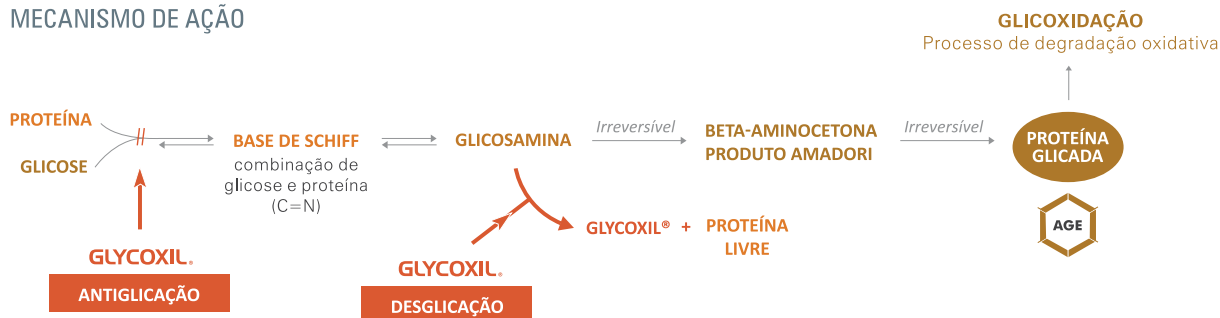 MECANISMO DE AÇÃO
GLICOXIDAÇÃO
Processo de degradação oxidativa
PROTEÍNA
GLICOSE
BASE DE SCHIFF
combinação de
glicose e proteína
(C=N)
GLICOSAMINA
Irreversível
BETA-AMINOCETONA
PRODUTO AMADORI
Irreversível
PROTEÍNA
GLICADA
AGE
GLYCOXIL® + PROTEÍNA
LIVRE
GLYCOXIL®
ANTIGLICAÇÃO
GLYCOXIL®
DESGLICAÇÃO